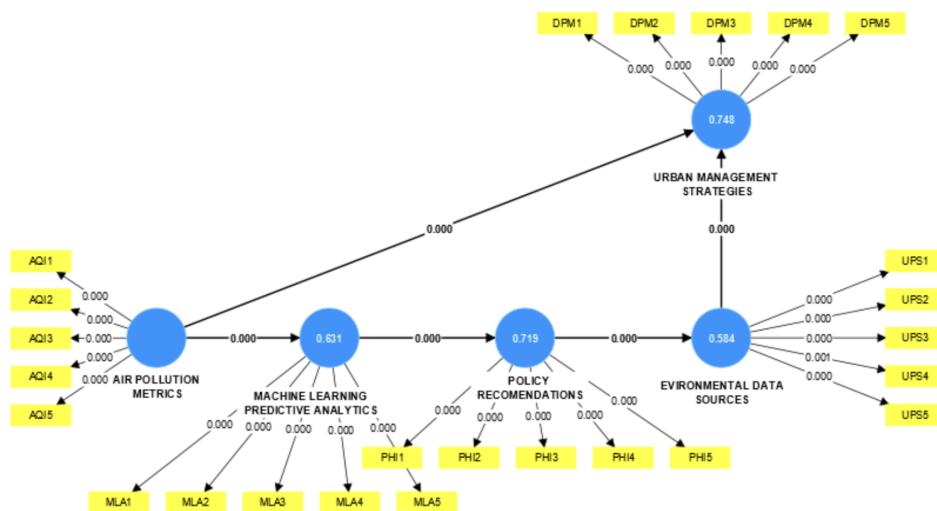 DPM1 DPM2 DPM3 DPM4 DPM5
0.000 0.000 0.000 0.000 0.000
0.748
URBAN MANAGEMENT
STRATEGIES
0.000 0.000
AQI1
AQI2
AQI3
AQI4
AQI5
0.000
0.000
0.000
0.000
0.000
AIR POLLUTION
METRICS
0.000
0.631
MACHINE LEARNING
PREDICTIVE ANALYTICS
0.000 0.000 0.000 0.000 0.000
MLA1 MLA2 MLA3 MLA4 MLA5
0.000
0.719
POLICY
RECOMENDATIONS
0.000 0.000 0.000 0.000 0.000
PHI1 PHI2 PHI3 PHI4 PHI5
0.000
0.584
EVIRONMENTAL DATA
SOURCES
0.000
0.000
0.000
0.001
0.000
UPS1
UPS2
UPS3
UPS4
UPS5